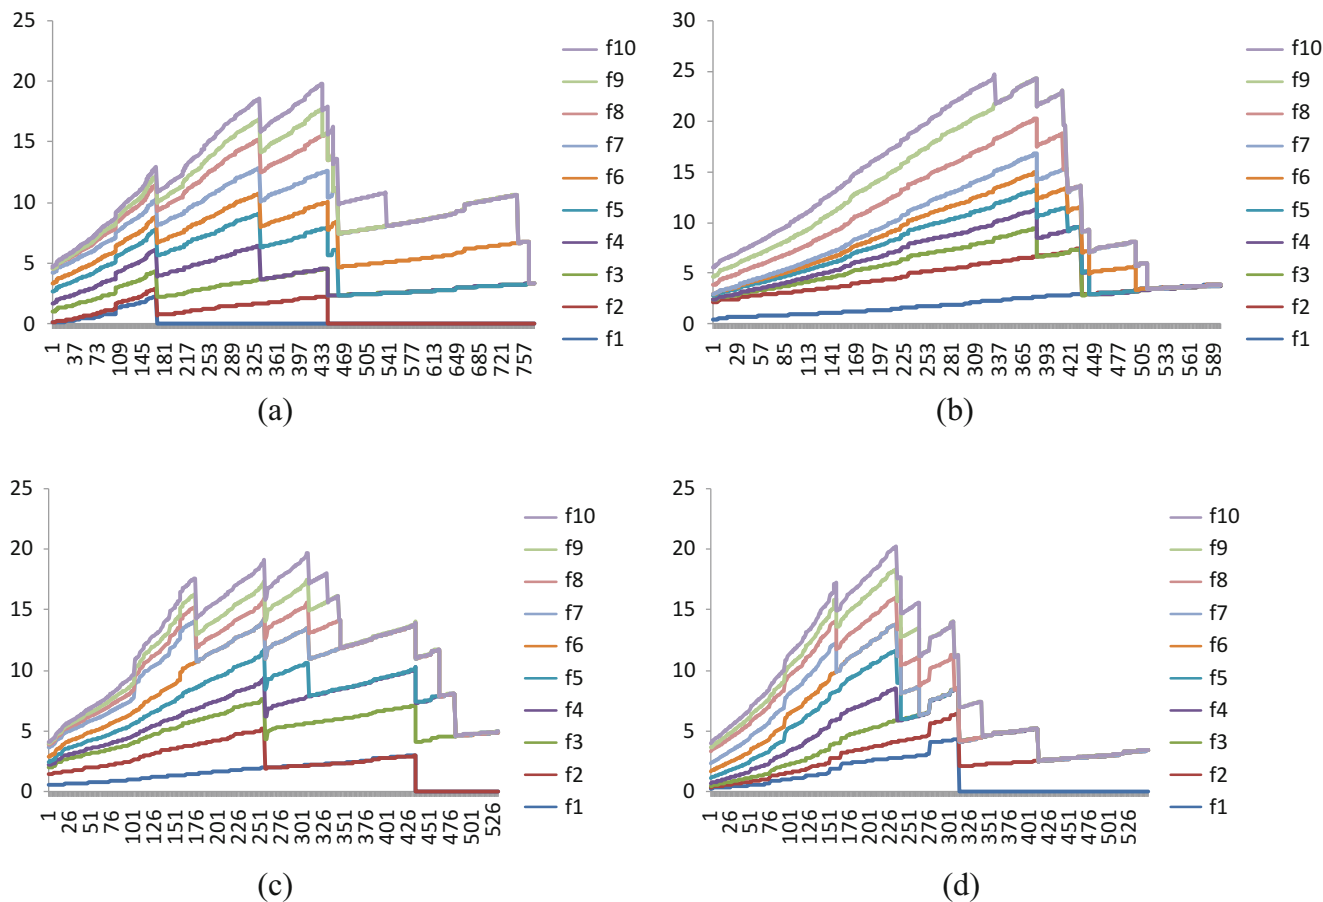 25
20
15
10
5
0
1
37
73
109
145
181
217
253
289
325
361
397
433
469
505
541
577
613
649
685
721
757
f10
f9
f8
f7
f6
f5
f4
f3
f2
f1
(a)
30
25
20
15
10
5
0
1
29
57
85
113
141
169
197
225
253
281
309
337
365
393
421
449
477
505
533
561
589
f10
f9
f8
f7
f6
f5
f4
f3
f2
f1
(b)
25
20
15
10
5
0
1
26
51
76
101
126
151
176
201
226
251
276
301
326
351
376
401
426
451
476
501
526
f10
f9
f8
f7
f6
f5
f4
f3
f2
f1
(c)
25
20
15
10
5
0
1
26
51
76
101
126
151
176
201
226
251
276
301
326
351
376
401
426
451
476
501
526
f10
f9
f8
f7
f6
f5
f4
f3
f2
f1
(d)